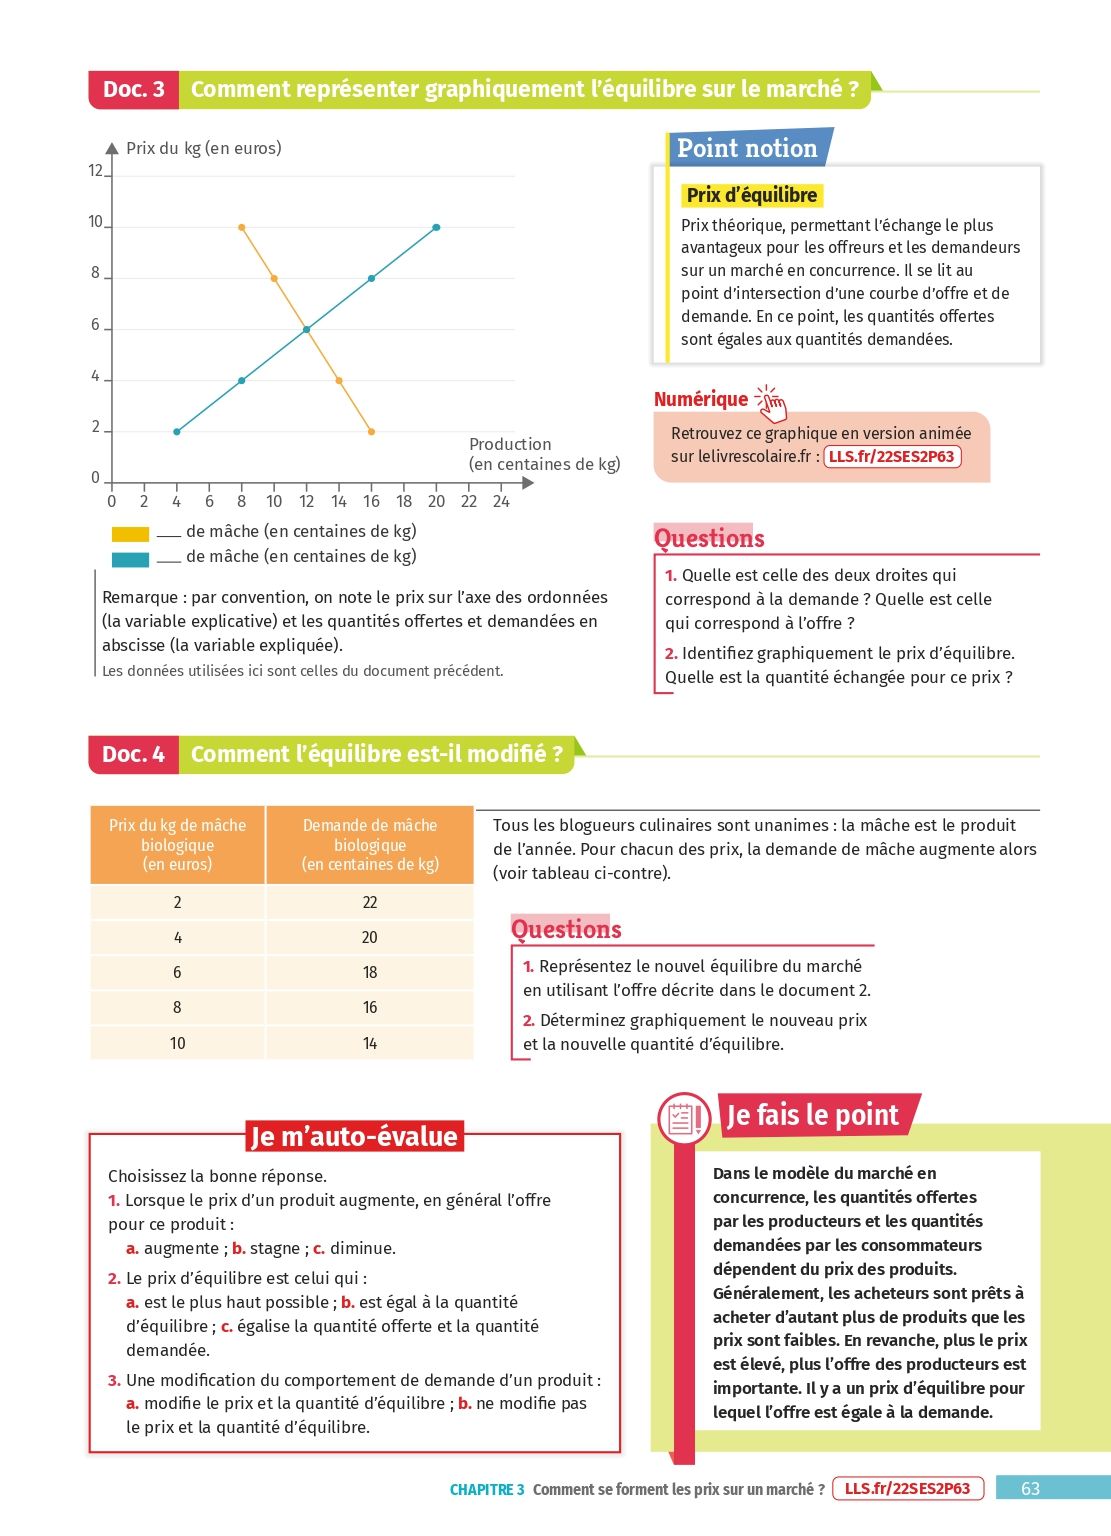 Doc. 3 Comment représenter graphiquement l’équilibre sur le marché ?
Prix du kg (en euros)
12
10
8
6
4
2
0
0 2 4 6 8 10 12 14 16 18 20 22 24
Production
(en centaines de kg)
___ de mâche (en centaines de kg)
___ de mâche (en centaines de kg)
Remarque : par convention, on note le prix sur l’axe des ordonnées
(la variable explicative) et les quantités offertes et demandées en
abscisse (la variable expliquée).
Les données utilisées ici sont celles du document précédent.
Point notion
Prix d’équilibre
Prix théorique, permettant l’échange le plus
avantageux pour les offreurs et les demandeurs
sur un marché en concurrence. Il se lit au
point d’intersection d’une courbe d’offre et de
demande. En ce point, les quantités offertes
sont égales aux quantités demandées.
Numérique
Retrouvez ce graphique en version animée
sur lelivrescolaire.fr : LLS.fr/22SES2P63
Questions
1. Quelle est celle des deux droites qui
correspond à la demande ? Quelle est celle
qui correspond à l’offre ?
2. Identifiez graphiquement le prix d’équilibre.
Quelle est la quantité échangée pour ce prix ?
Doc. 4 Comment l’équilibre est-il modifié ?
Prix du kg de mâche
biologique
(en euros)
Demande de mâche
biologique
(en centaines de kg)
2 22
4 20
6 18
8 16
10 14
Tous les blogueurs culinaires sont unanimes : la mâche est le produit
de l’année. Pour chacun des prix, la demande de mâche augmente alors
(voir tableau ci-contre).
Questions
1. Représentez le nouvel équilibre du marché
en utilisant l’offre décrite dans le document 2.
2. Déterminez graphiquement le nouveau prix
et la nouvelle quantité d’équilibre.
Je m’auto-évalue
Choisissez la bonne réponse.
1. Lorsque le prix d’un produit augmente, en général l’offre
pour ce produit :
a. augmente ; b. stagne ; c. diminue.
2. Le prix d’équilibre est celui qui :
a. est le plus haut possible ; b. est égal à la quantité
d’équilibre ; c. égalise la quantité offerte et la quantité
demandée.
3. Une modification du comportement de demande d’un produit :
a. modifie le prix et la quantité d’équilibre ; b. ne modifie pas
le prix et la quantité d’équilibre.
Je fais le point
Dans le modèle du marché en
concurrence, les quantités offertes
par les producteurs et les quantités
demandées par les consommateurs
dépendent du prix des produits.
Généralement, les acheteurs sont prêts à
acheter d’autant plus de produits que les
prix sont faibles. En revanche, plus le prix
est élevé, plus l’offre des producteurs est
importante. Il y a un prix d’équilibre pour
lequel l’offre est égale à la demande.
CHAPITRE 3 Comment se forment les prix sur un marché ? LLS.fr/22SES2P63 63